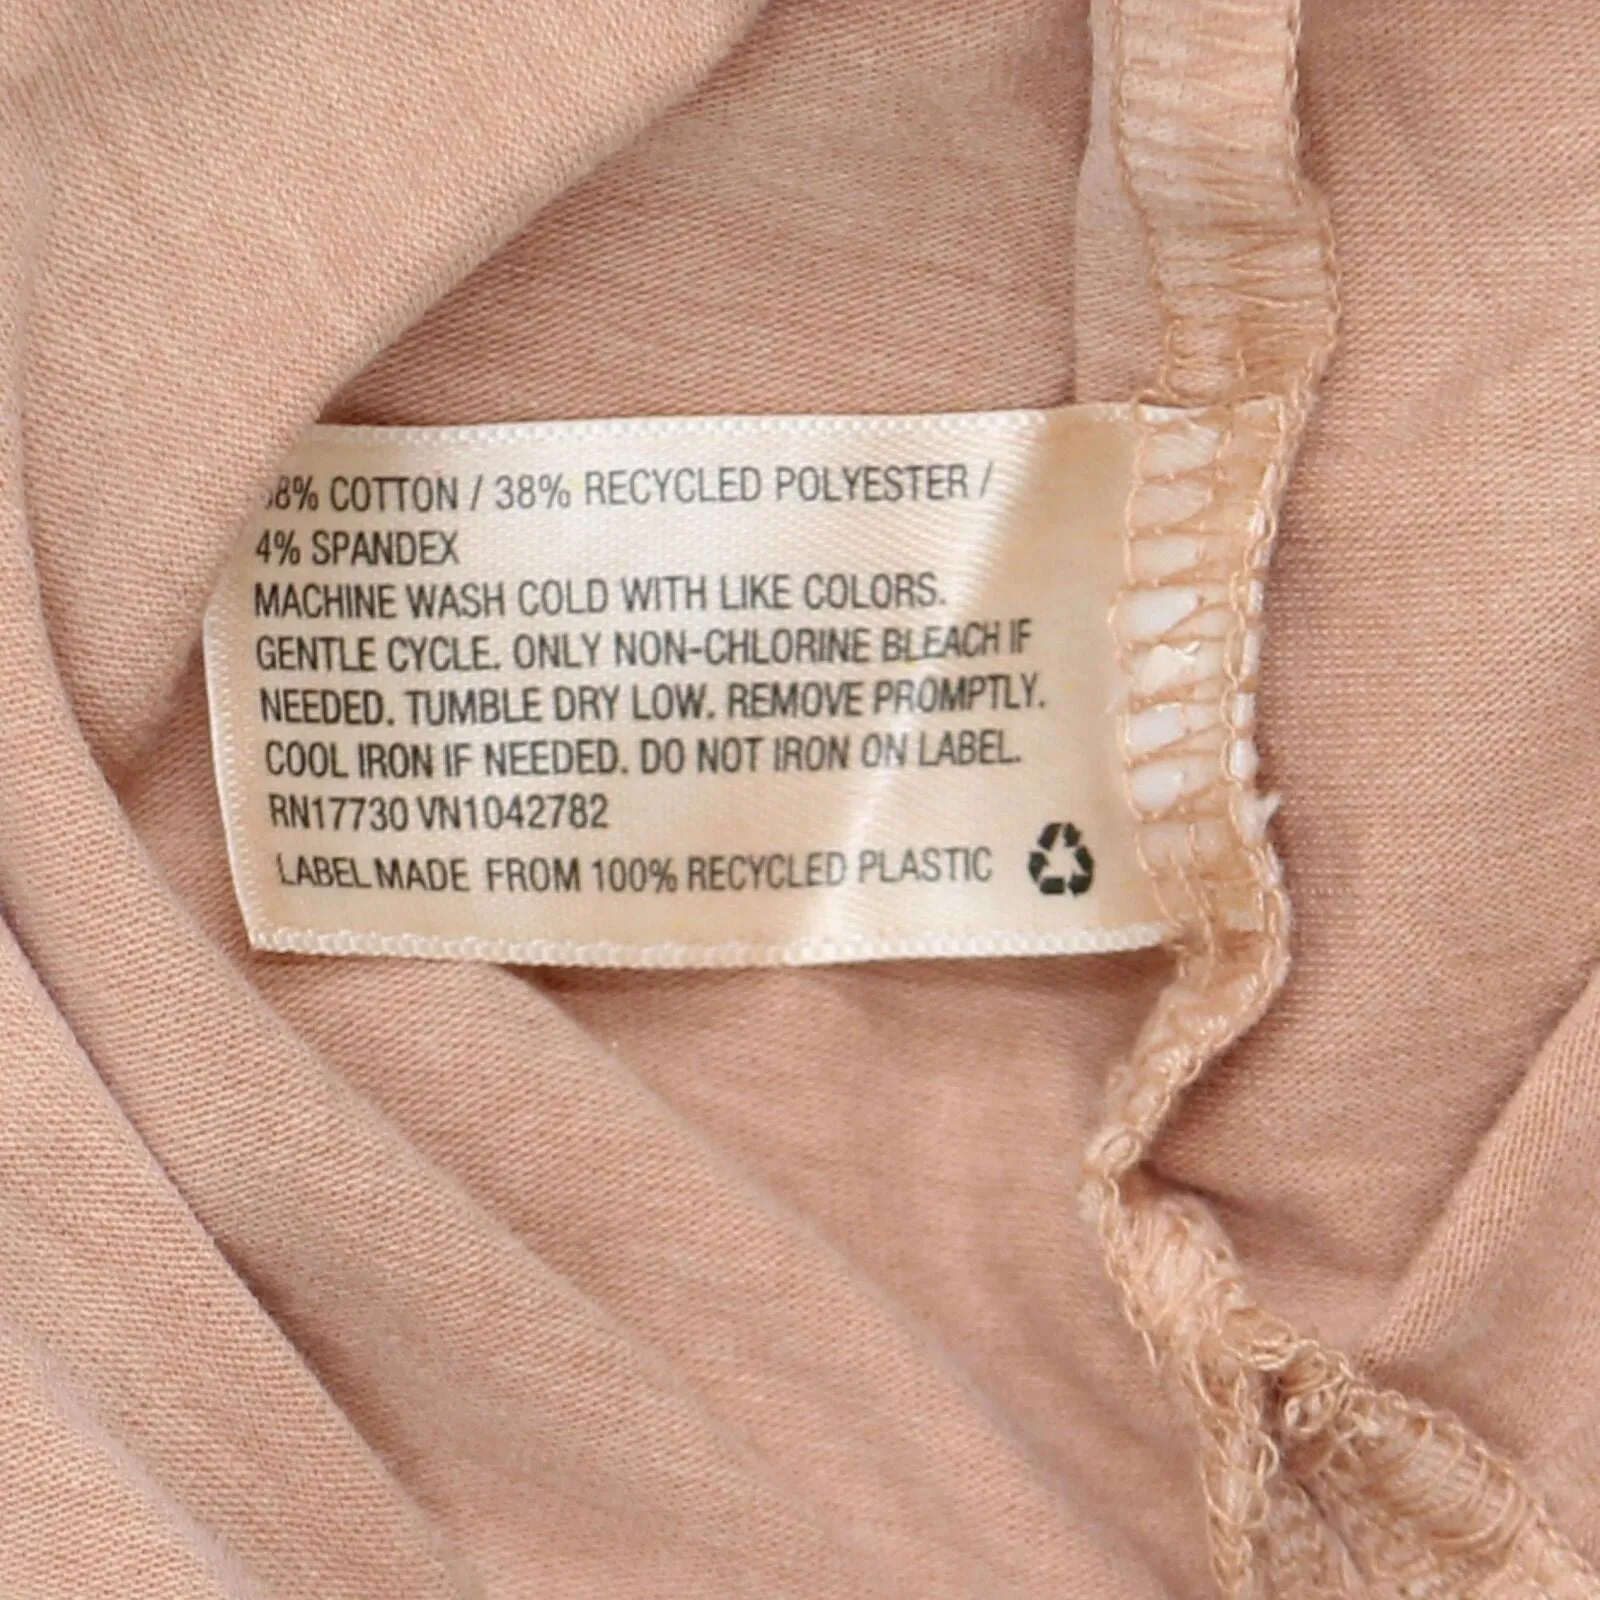 8% COTTON / 38% RECYCLED POLYESTER /
4% SPANDEX
MACHINE WASH COLD WITH LIKE COLORS.
GENTLE CYCLE. ONLY NON-CHLORINE BLEACH IF
NEEDED. TUMBLE DRY LOW. REMOVE PROMPTLY.
COOL IRON IF NEEDED. DO NOT IRON ON LABEL.
RN17730 VN1042782
LABEL MADE FROM 100% RECYCLED PLASTIC